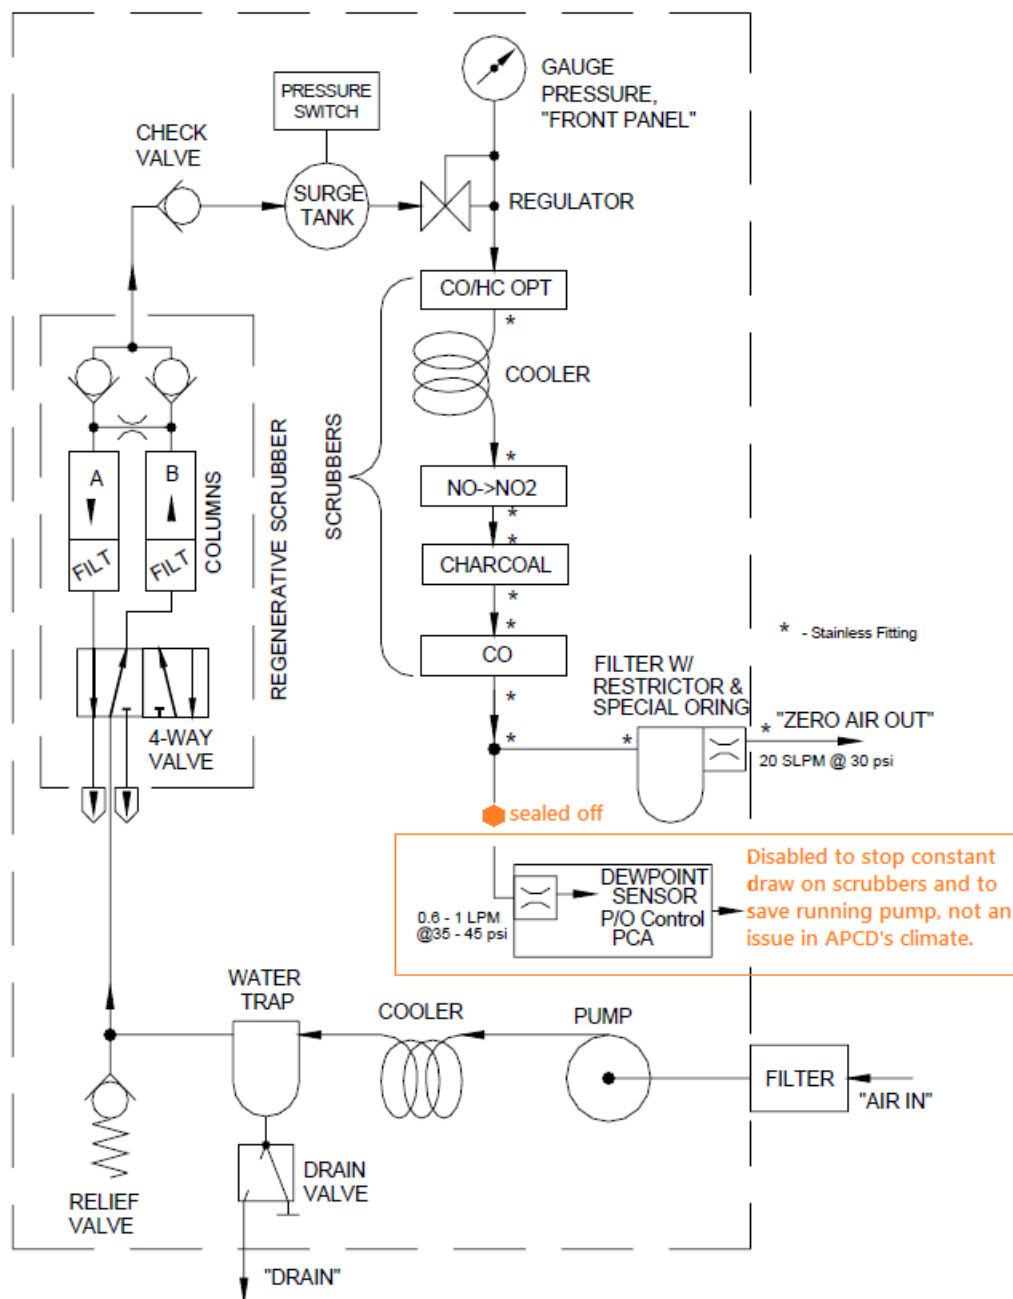 GAUGE
PRESSURE,
"FRONT PANEL"
PRESSURE
SWITCH
CHECK
VALVE
SURGE
TANK
REGULATOR
CO/HC OPT
*
COOLER
*
NO->NO2
*
*
CHARCOAL
*
*
CO
*
*
SCRUBBERS
A
B
FILT
FILT
COLUMNS
REGENERATIVE SCRUBBER
4-WAY
VALVE
* - Stainless Fitting
FILTER W/
RESTRICTOR &
SPECIAL ORING
*
*
"ZERO AIR OUT"
20 SLPM @ 30 psi
sealed off
DEWPOINT
SENSOR
P/O Control
PCA
0.6 - 1 LPM
@35 - 45 psi
Disabled to stop constant
draw on scrubbers and to
save running pump, not an
issue in APCD's climate.
WATER
TRAP
COOLER
PUMP
FILTER
"AIR IN"
RELIEF
VALVE
DRAIN
VALVE
"DRAIN"